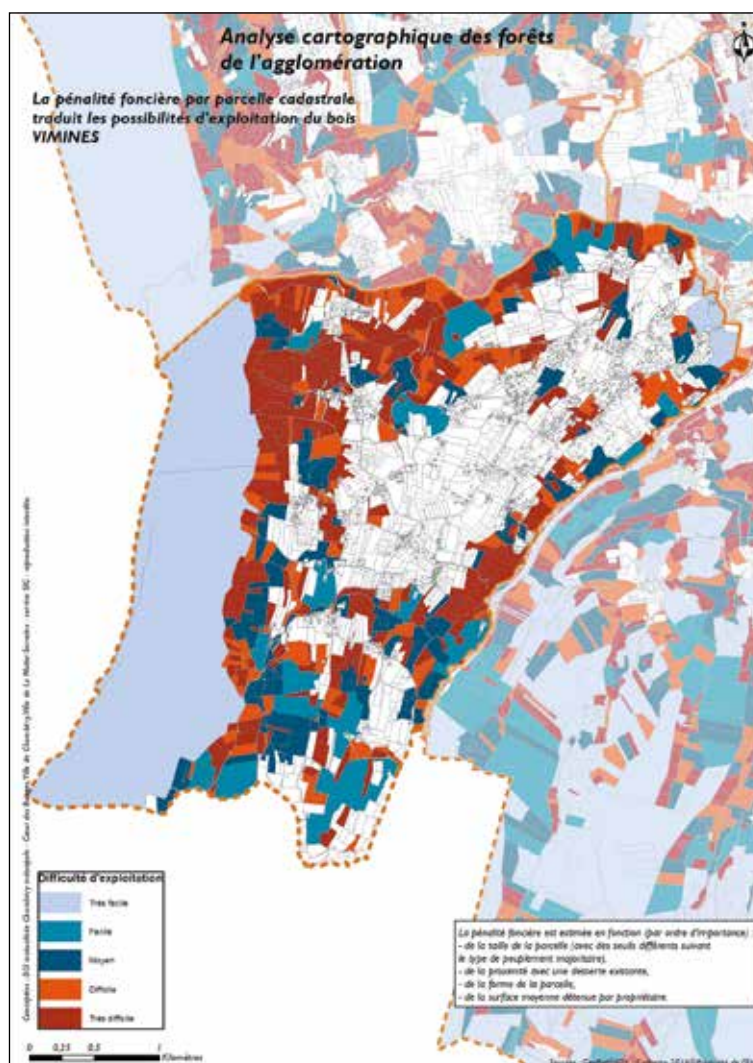 Analyse cartographique des forêts
de l'agglomération
La pénalité foncière par parcelle cadastrale
traduit les possibilités d'exploitation du bois
VIMINES
Difficulté d'exploitation
Très facile
Facile
Moyen
Difficile
Très difficile
0 0,25 0,5 1
Kilomètres
La pénalité foncière est estimée en fonction (par ordre d'importance) :
- de la taille de la parcelle (avec des seuils différents suivant
le type de peuplement majoritaire),
- de la proximité avec une desserte existante,
- de la forme de la parcelle,
- de la surface moyenne détenue par propriétaire.